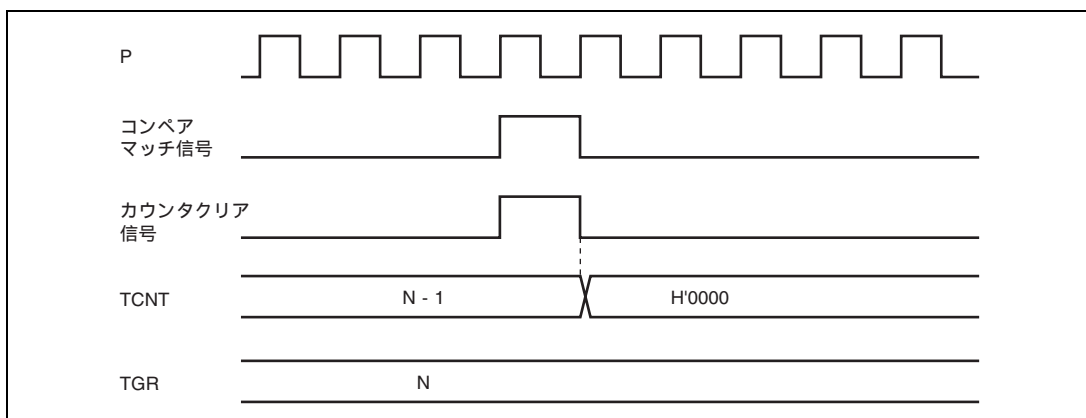 P
コンペア
マッチ信号
カウンタクリア
信号
TCNT N - 1 H'0000
TGR N